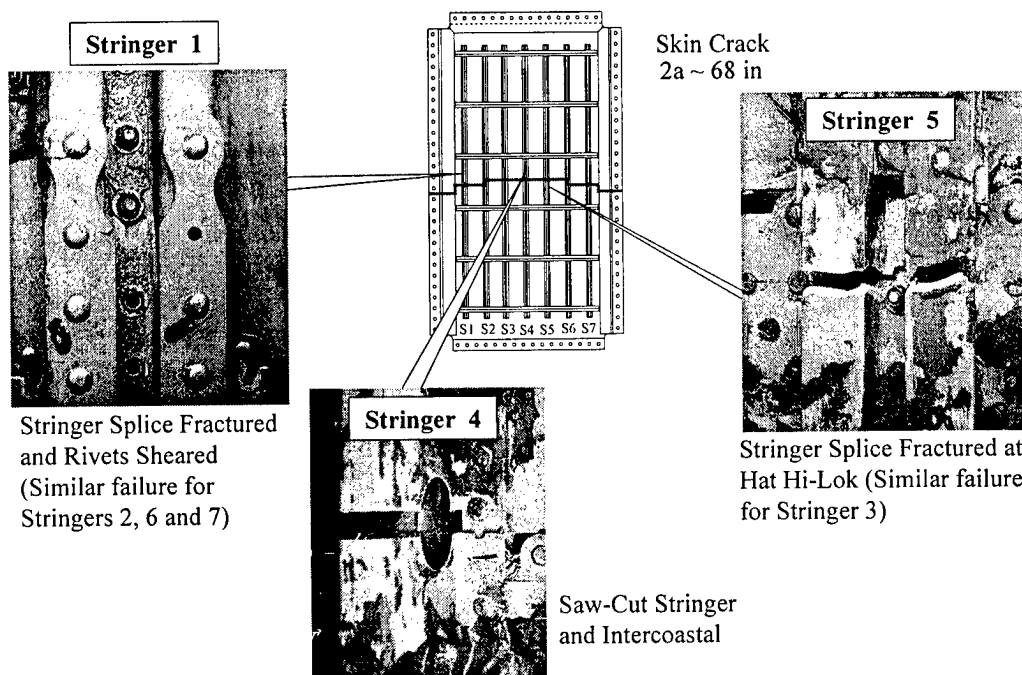 Stringer 1
Skin Crack
2a ~ 68 in
Stringer 5
S1 S2 S3 S4 S5 S6 S7
Stringer Splice Fractured
and Rivets Sheared
(Similar failure for
Stringers 2, 6 and 7)
Stringer 4
Stringer Splice Fractured at
Hat Hi-Lok (Similar failure
for Stringer 3)
Saw-Cut Stringer
and Intercoastal